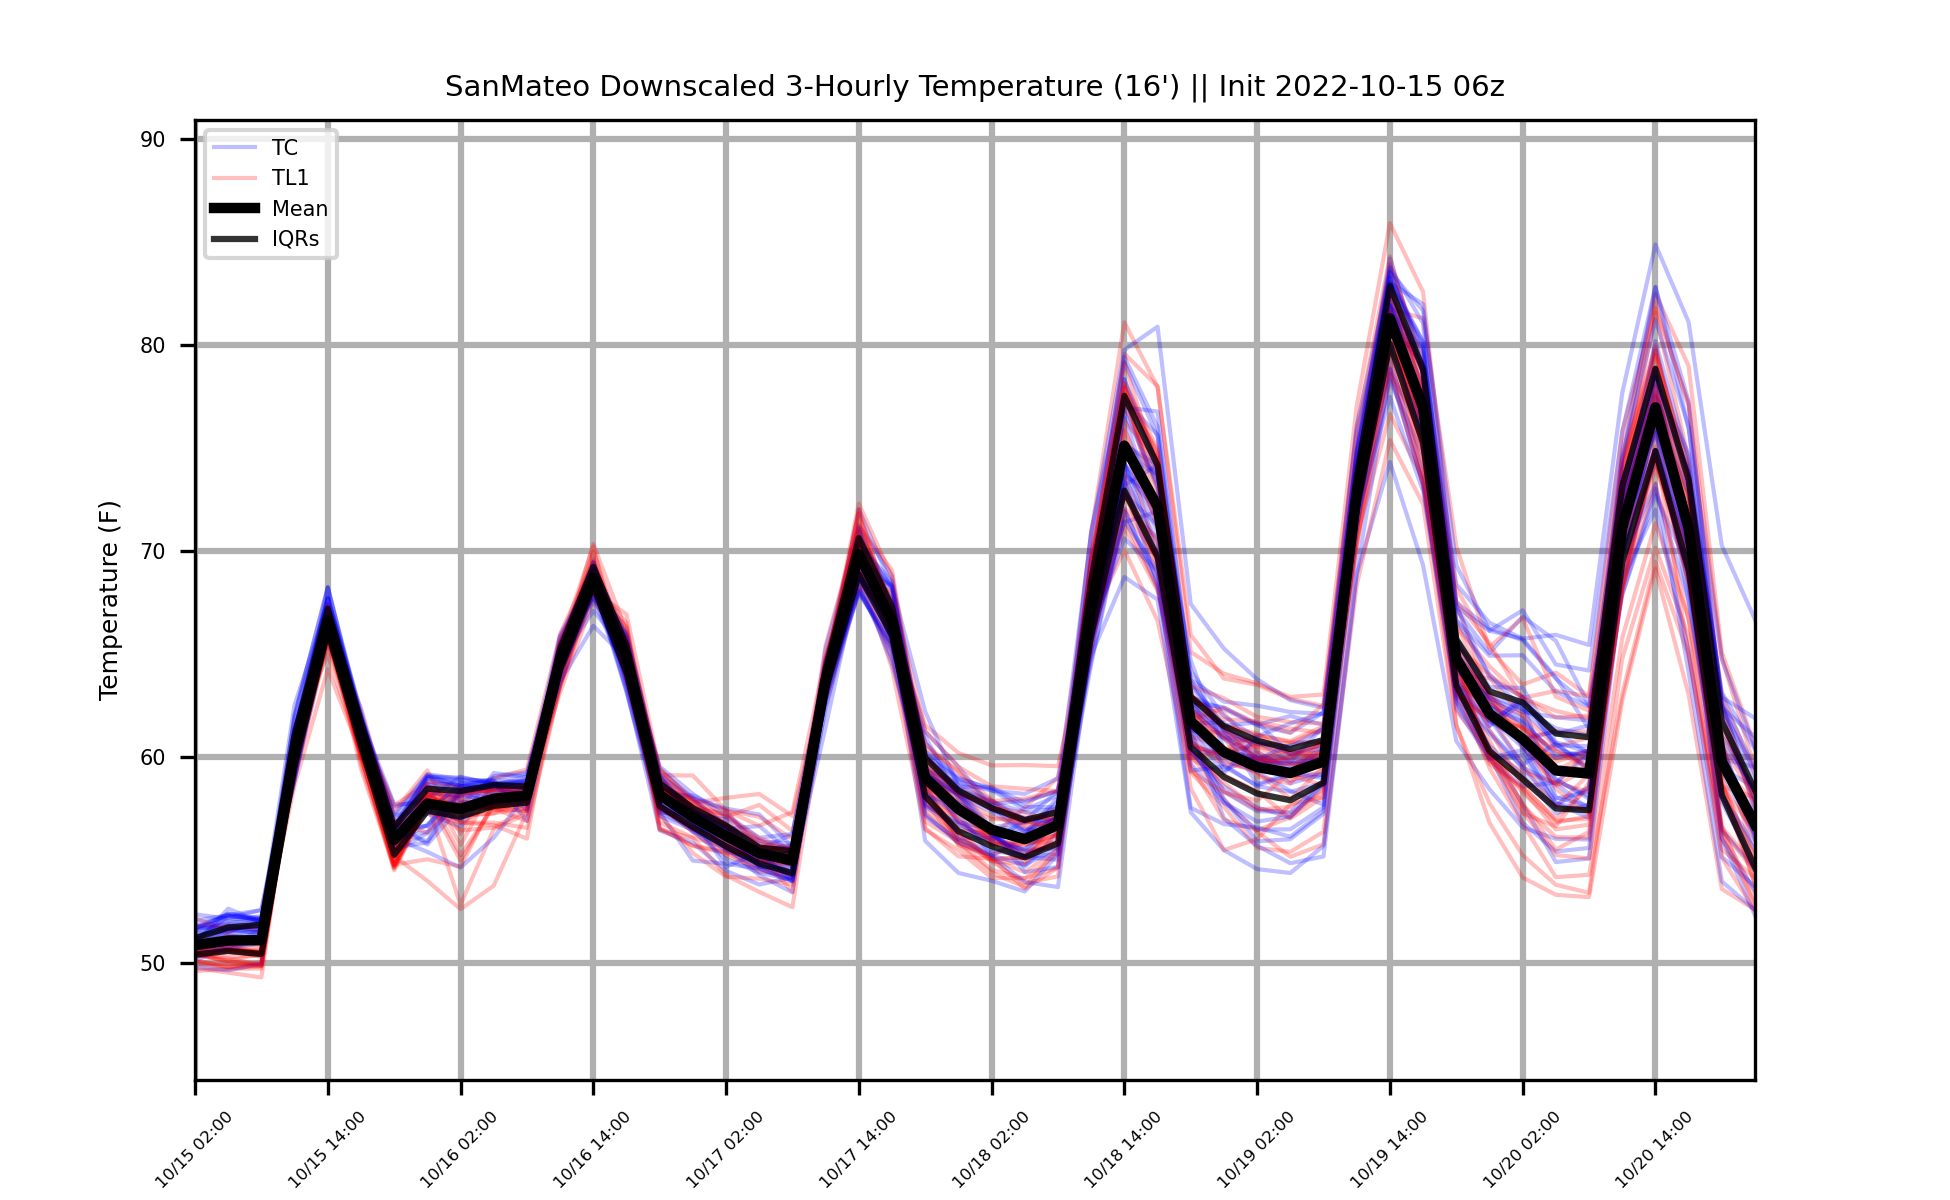 SanMateo Downscaled 3-Hourly Temperature (16') || Init 2022-10-15 06z
90
80
70
60
50
Temperature (F)
TC
TL1
Mean
IQRs
10/15 02:00
10/15 14:00
10/16 02:00
10/16 14:00
10/17 02:00
10/17 14:00
10/18 02:00
10/18 14:00
10/19 02:00
10/19 14:00
10/20 02:00
10/20 14:00